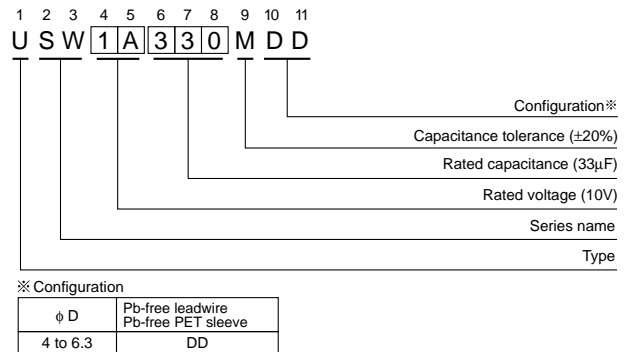 1 2 3 4 5 6 7 8 9 10 11
U S W 1 A 3 3 0 M D D
Configuration※
Capacitance tolerance (±20%)
Rated capacitance (33µF)
Rated voltage (10V)
Series name
Type
※ Configuration
ϕ D Pb-free leadwire
Pb-free PET sleeve
4 to 6.3 DD